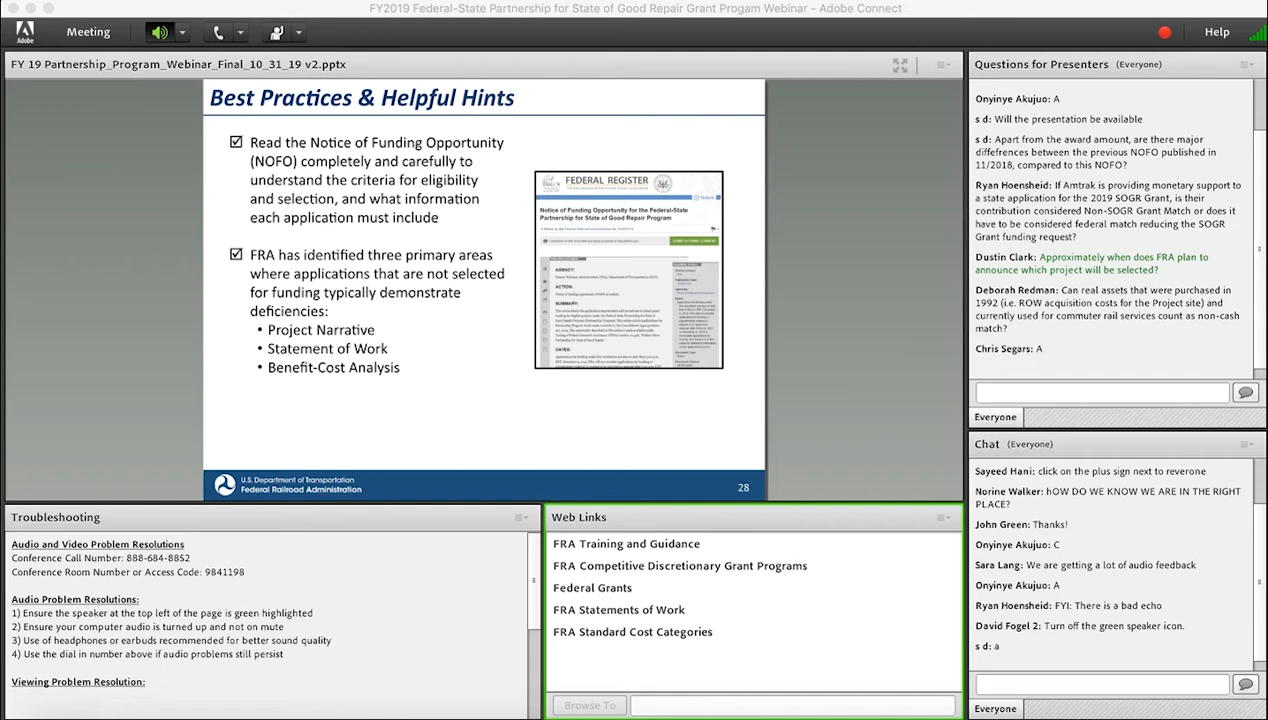 FY2019 Federal-State Partnership for State of Good Repair Grant Progam Webinar - Adobe Connect
Adobe
Meeting
Help
FY 19 Partnership_Program_Webinar_Final_10_31_19 v2.pptx
Best Practices & Helpful Hints
Read the Notice of Funding Opportunity
(NOFO) completely and carefully to
understand the criteria for eligibility
and selection, and what information
each application must include
FRA has identified three primary areas
where applications that are not selected
for funding typically demonstrate
deficiencies:
• Project Narrative
• Statement of Work
• Benefit-Cost Analysis
FEDERAL REGISTER
Notice
Notice of Funding Opportunity for the Federal-State
Partnership for State of Good Repair Program
AGENCY:
ACTION:
SUMMARY:
DATES:
U.S. Department of Transportation
Federal Railroad Administration
28
Questions for Presenters (Everyone)
Onyinye Akujuo: A
s d: Will the presentation be available
s d: Apart from the award amount, are there major
diffefrences between the previous NOFO published in
11/2018, compared to this NOFO?
Ryan Hoensheid: If Amtrak is providing monetary support to
a state application for the 2019 SOGR Grant, is their
contribution considered Non-SOGR Grant Match or does it
have to be considered federal match reducing the SOGR
Grant funding request?
Dustin Clark: Approximately when does FRA plan to
announce which project will be selected?
Deborah Redman: Can real assets that were purchased in
1992 (i.e. ROW acquisition costs for the Project site) and
currently used for commuter rail services count as non-cash
match?
Chris Segars: A
Everyone
Chat (Everyone)
Sayeed Hani: click on the plus sign next to reverone
Norine Walker: hOW DO WE KNOW WE ARE IN THE RIGHT
PLACE?
John Green: Thanks!
Onyinye Akujuo: C
Sara Lang: We are getting a lot of audio feedback
Onyinye Akujuo: A
Ryan Hoensheid: FYI: There is a bad echo
David Fogel 2: Turn off the green speaker icon.
s d: a
Everyone
Troubleshooting
Audio and Video Problem Resolutions
Conference Call Number: 888-684-8852
Conference Room Number or Access Code: 9841198
Audio Problem Resolutions:
1) Ensure the speaker at the top left of the page is green highlighted
2) Ensure your computer audio is turned up and not on mute
3) Use of headphones or earbuds recommended for better sound quality
4) Use the dial in number above if audio problems still persist
Viewing Problem Resolution:
Web Links
FRA Training and Guidance
FRA Competitive Discretionary Grant Programs
Federal Grants
FRA Statements of Work
FRA Standard Cost Categories
Browse To